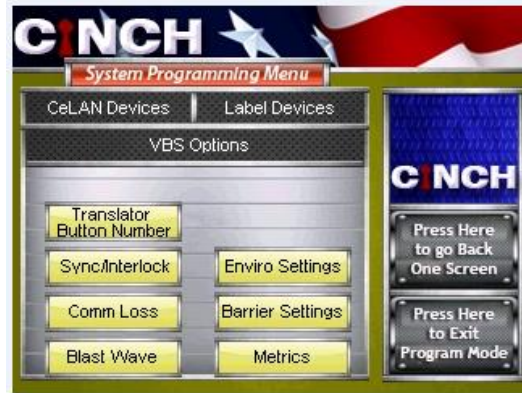 CINCH
System Programming Menu
CeLAN Devices
Label Devices
VBS Options
Translator
Button Number
Sync/Interlock
Enviro Settings
Comm Loss
Barrier Settings
Blast Wave
Metrics
CINCH
Press Here
to go Back
One Screen
Press Here
to Exit
Program Mode